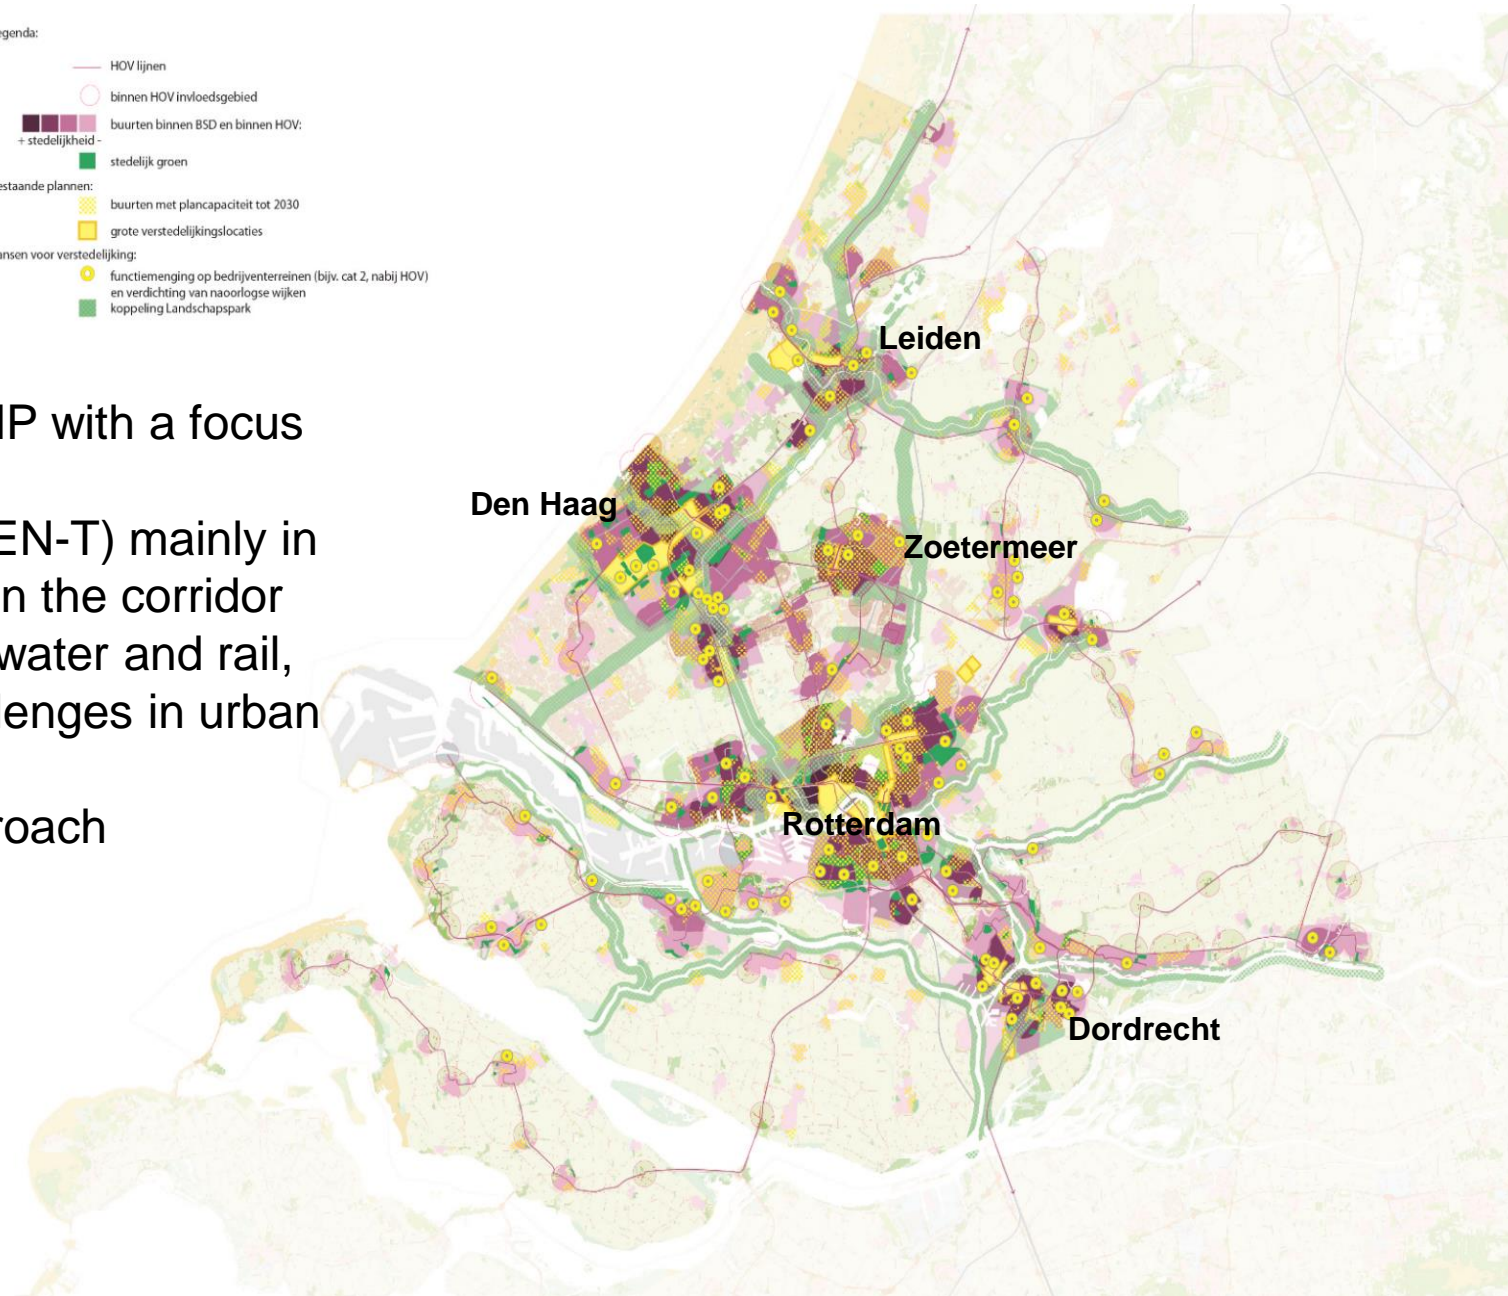 egenda:
HOV lijnen
binnen HOV invloedsgebied
buurten binnen BSD en binnen HOV:
+ stedelijkheid -
stedelijk groen
estaande plannen:
buurten met plancapaciteit tot 2030
grote verstedelijkingslocaties
ansen voor verstedelijking:
functiemenging op bedrijventerreinen (bijv. cat 2, nabij HOV)
en verdichting van naoorlogse wijken
koppeling Landschapspark
IP with a focus
EN-T) mainly in
n the corridor
water and rail,
lenges in urban
roach
Leiden
Den Haag
Zoetermeer
Rotterdam
Dordrecht